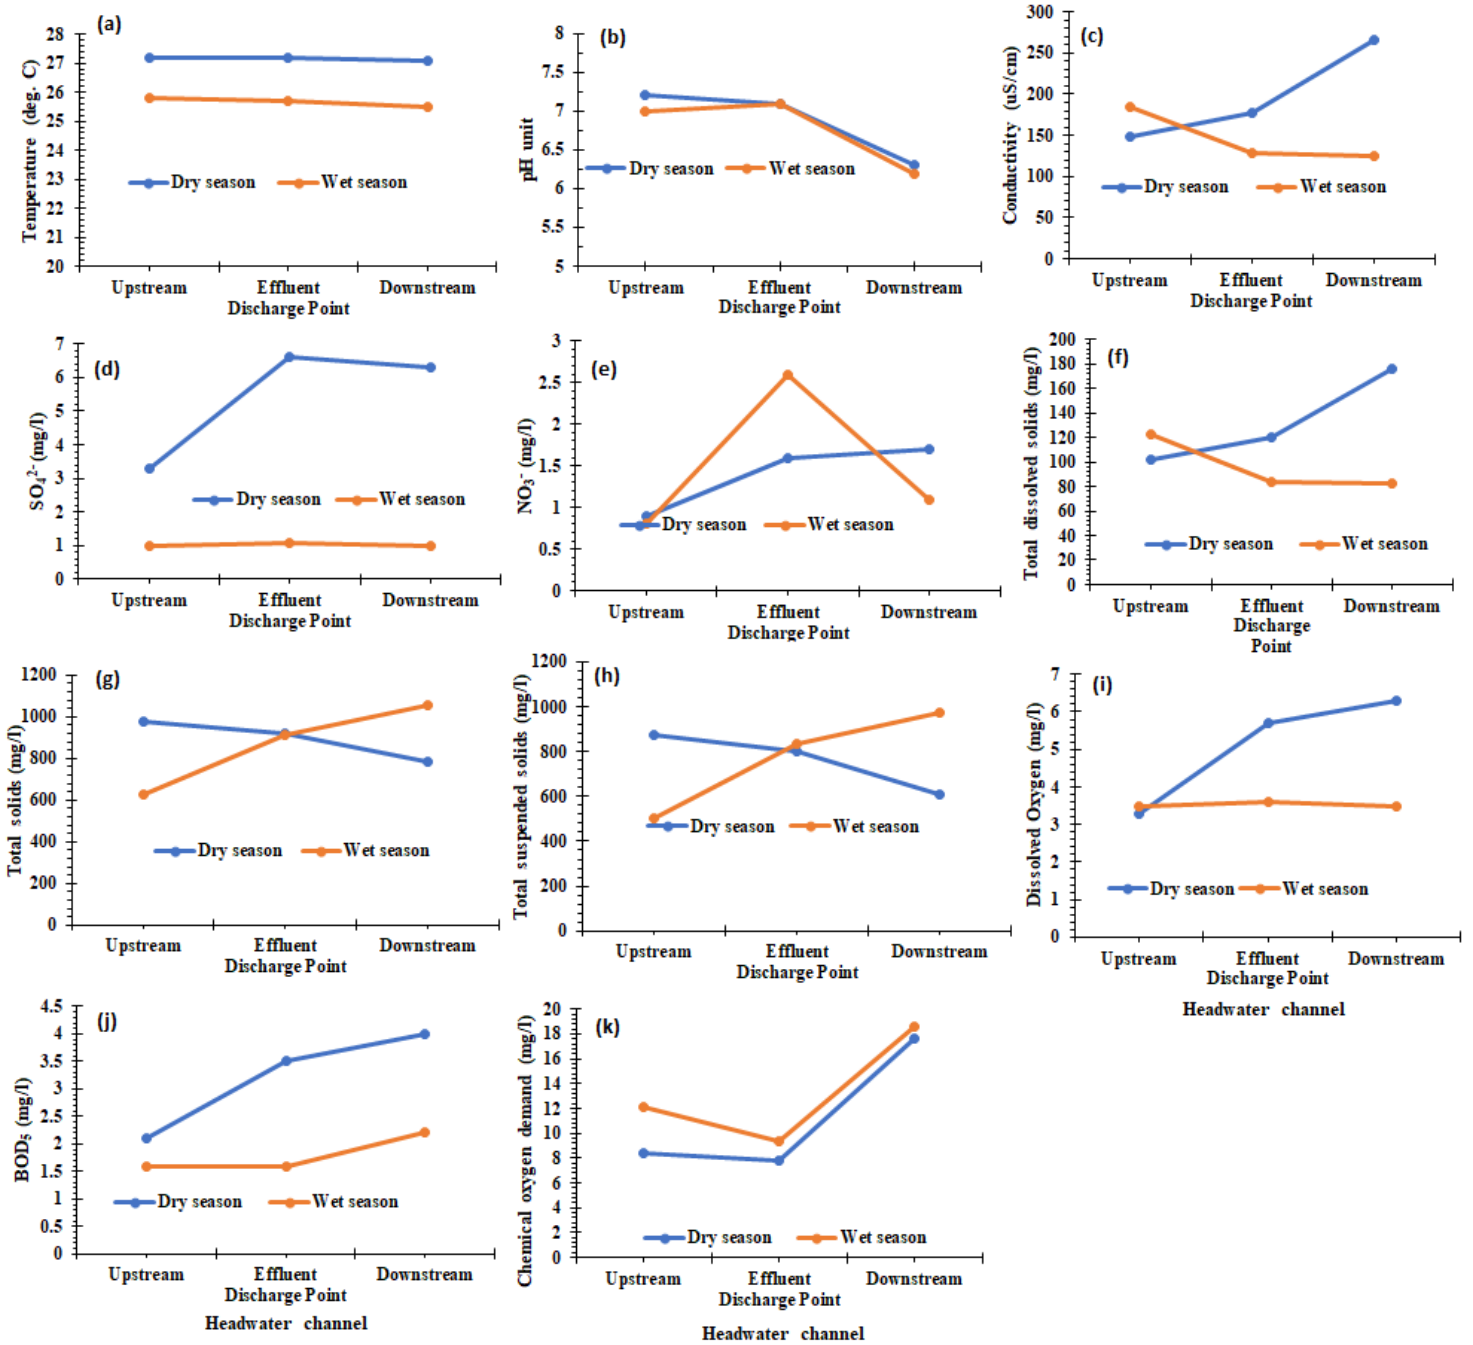 (a)
Temperature (deg. C)
28
27
26
25
24
23
22
21
20
Dry season Wet season
Upstream Effluent Downstream
Discharge Point
(b)
pH unit
8
7.5
7
6.5
6
5.5
5
Dry season Wet season
Upstream Effluent Downstream
Discharge Point
(c)
Conductivity (uS/cm)
300
250
200
150
100
50
0
Dry season Wet season
Upstream Effluent Downstream
Discharge Point
(d)
SO₄²⁻ (mg/l)
7
6
5
4
3
2
1
0
Dry season Wet season
Upstream Effluent Downstream
Discharge Point
(e)
NO₃⁻ (mg/l)
3
2.5
2
1.5
1
0.5
0
Dry season Wet season
Upstream Effluent Downstream
Discharge Point
(f)
Total dissolved solids (mg/l)
200
180
160
140
120
100
80
60
40
20
0
Dry season Wet season
Upstream Effluent Downstream
Discharge
Point
(g)
Total solids (mg/l)
1200
1000
800
600
400
200
0
Dry season Wet season
Upstream Effluent Downstream
Discharge Point
(h)
Total suspended solids (mg/l)
1200
1000
800
600
400
200
0
Dry season Wet season
Upstream Effluent Downstream
Discharge Point
(i)
Dissolved Oxygen (mg/l)
7
6
5
4
3
2
1
0
Dry season Wet season
Upstream Effluent Downstream
Discharge Point
Headwater channel
(j)
BOD₅ (mg/l)
4.5
4
3.5
3
2.5
2
1.5
1
0.5
0
Dry season Wet season
Upstream Effluent Downstream
Discharge Point
Headwater channel
(k)
Chemical oxygen demand (mg/l)
20
18
16
14
12
10
8
6
4
2
0
Dry season Wet season
Upstream Effluent Downstream
Discharge Point
Headwater channel